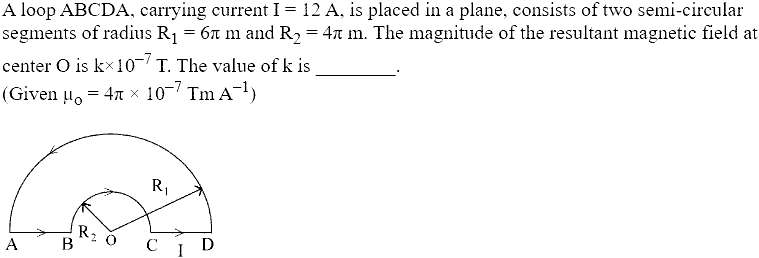 A loop ABCDA, carrying current I = 12 A, is placed in a plane, consists of two semi-circular
segments of radius R₁ = 6π m and R₂ = 4π m. The magnitude of the resultant magnetic field at
center O is k×10⁻⁷ T. The value of k is ________.
(Given μₒ = 4π × 10⁻⁷ Tm A⁻¹)
R₁
R₂
A B O C I D